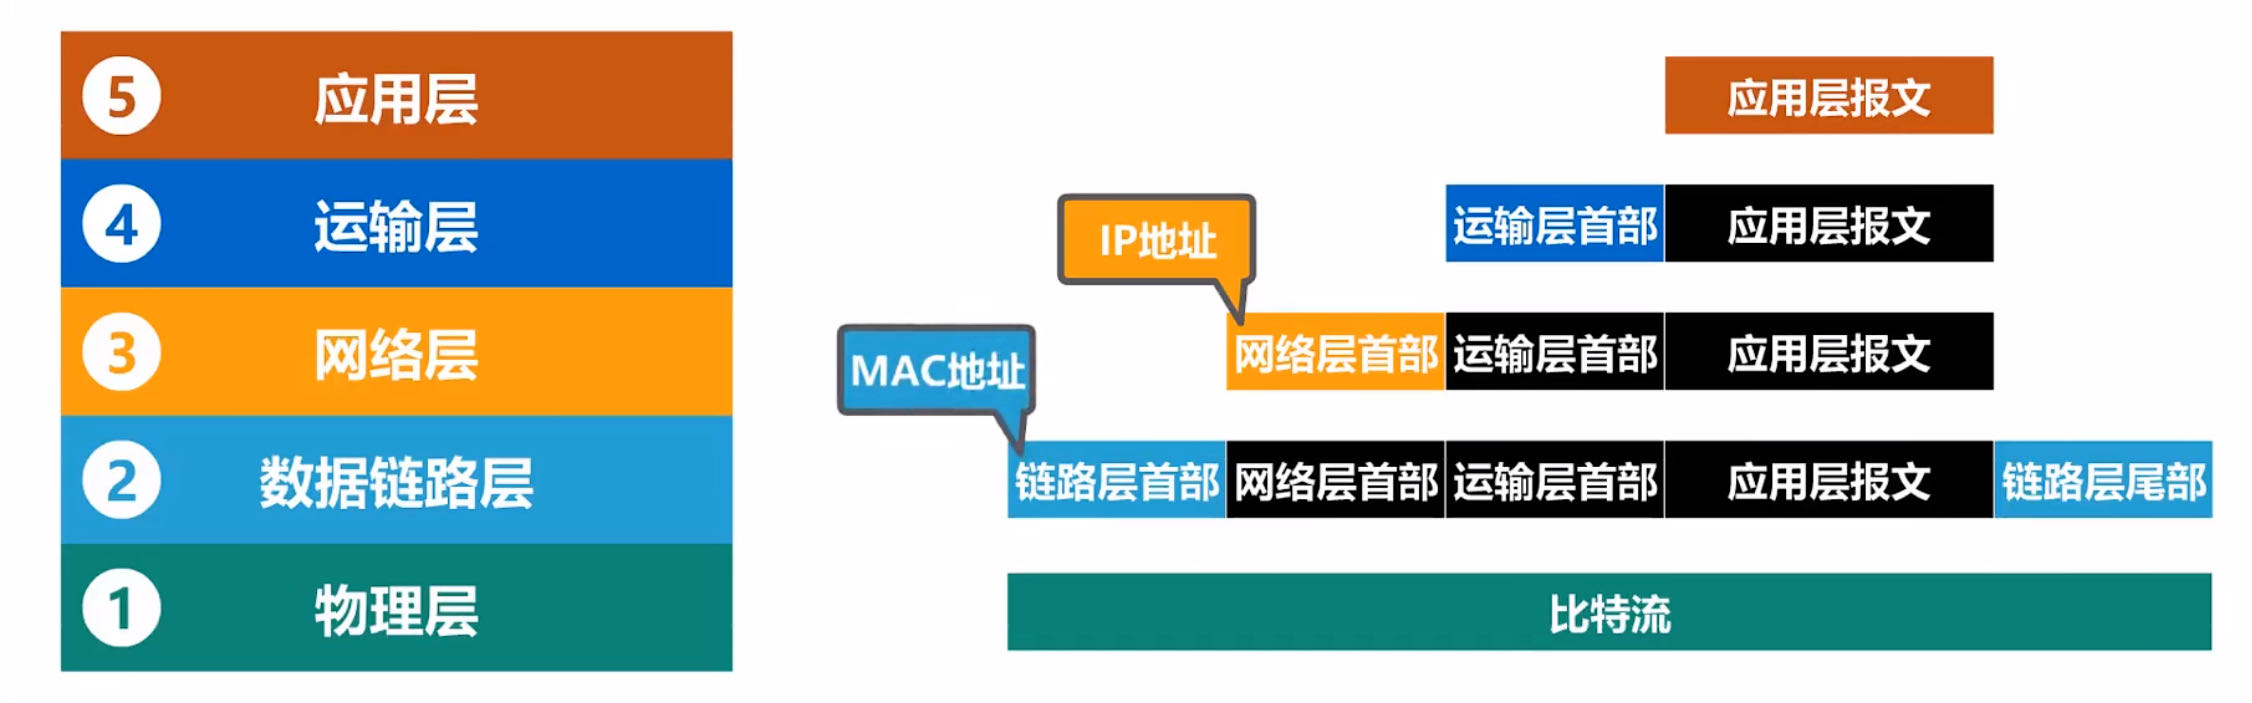 5 应用层 应用层报文
4 运输层 运输层首部 应用层报文
IP地址
3 网络层 网络层首部 运输层首部 应用层报文
MAC地址
2 数据链路层 链路层首部 网络层首部 运输层首部 应用层报文 链路层尾部
1 物理层 比特流